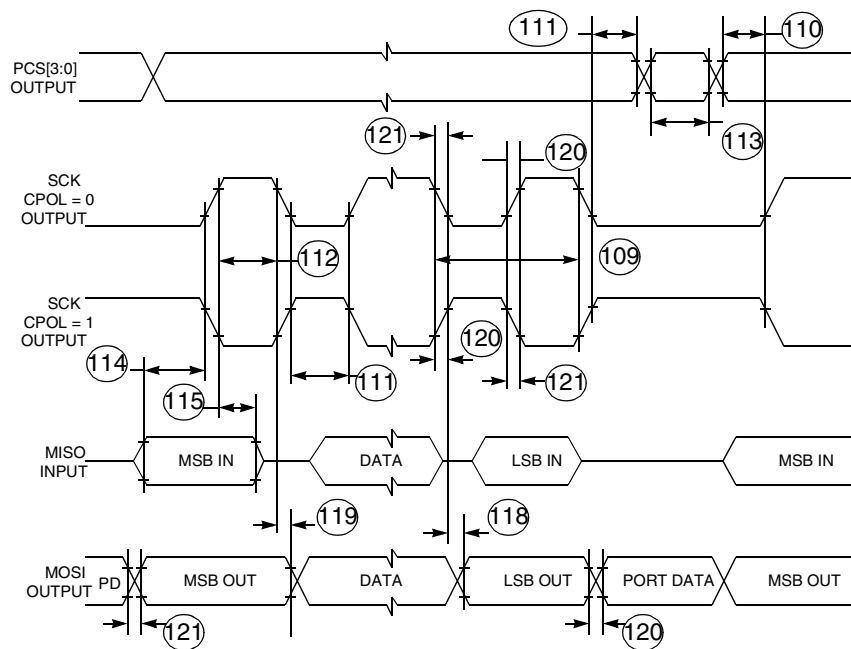 111
110
PCS[3:0]
OUTPUT
121
120
113
SCK
CPOL = 0
OUTPUT
112
109
SCK
CPOL = 1
OUTPUT
114
120
111
121
115
MISO
INPUT
MSB IN
DATA
LSB IN
MSB IN
119
118
MOSI
OUTPUT
PD
MSB OUT
DATA
LSB OUT
PORT DATA
MSB OUT
121
120